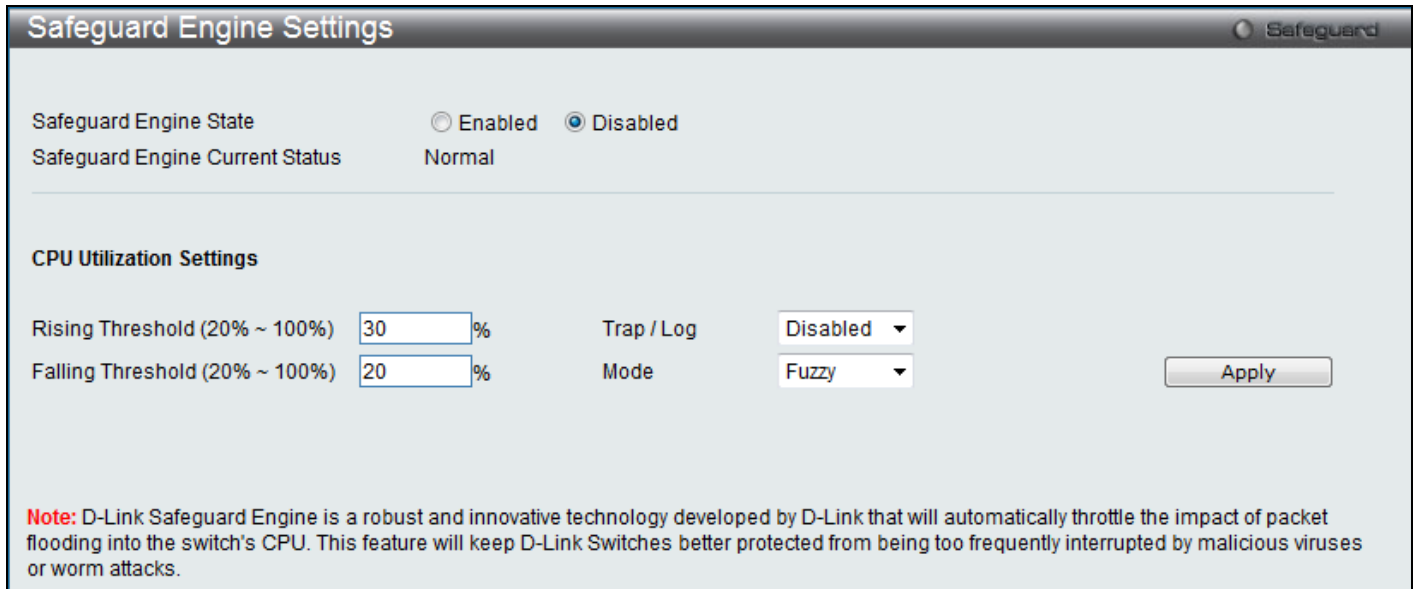 Safeguard Engine Settings
Safeguard
Safeguard Engine State Enabled Disabled
Safeguard Engine Current Status Normal
CPU Utilization Settings
Rising Threshold (20% ~ 100%) 30 % Trap / Log Disabled
Falling Threshold (20% ~ 100%) 20 % Mode Fuzzy Apply
Note: D-Link Safeguard Engine is a robust and innovative technology developed by D-Link that will automatically throttle the impact of packet
flooding into the switch's CPU. This feature will keep D-Link Switches better protected from being too frequently interrupted by malicious viruses
or worm attacks.